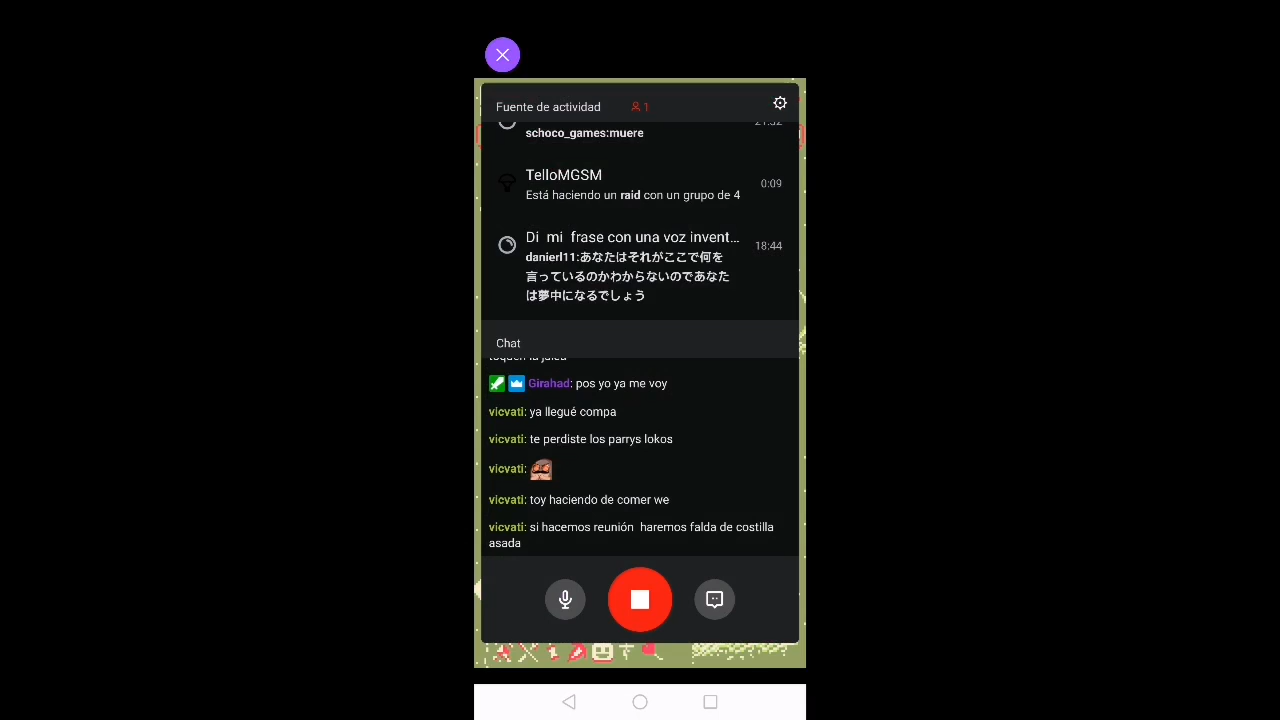 Fuente de actividad 1
schoco_games:muere
TelloMGSM
Está haciendo un raid con un grupo de 4 0:09
Di mi frase con una voz invent... 18:44
danierl11:あなたはそれがここで何を
言っているのかわからないのであなた
は夢中になるでしょう
Chat
Girahad: pos yo ya me voy
vicvati: ya llegué compa
vicvati: te perdiste los parrys lokos
vicvati:
vicvati: toy haciendo de comer we
vicvati: si hacemos reunión haremos falda de costilla
asada